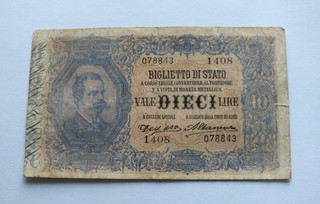 078843 1408
BIGLIETTO DI STATO
A CORSO LEGALE, CONVERTIBILE AL PORTATORE
E A VISTA, IN MONETA METALLICA
VALE DIECI LIRE 10
1408 078843